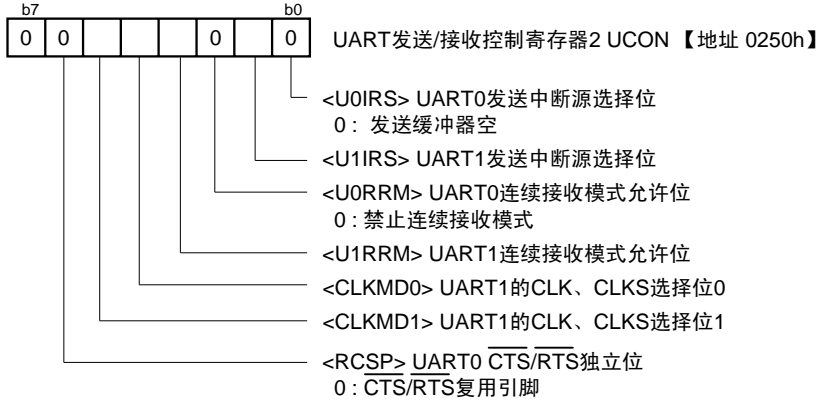 b7 b0
0 0 0 0 UART发送/接收控制寄存器2 UCON 【地址 0250h】
<U0IRS> UART0发送中断源选择位
0 : 发送缓冲器空
<U1IRS> UART1发送中断源选择位
<U0RRM> UART0连续接收模式允许位
0 : 禁止连续接收模式
<U1RRM> UART1连续接收模式允许位
<CLKMD0> UART1的CLK、CLKS选择位0
<CLKMD1> UART1的CLK、CLKS选择位1
<RCSP> UART0 CTS/RTS独立位
0 : CTS/RTS复用引脚